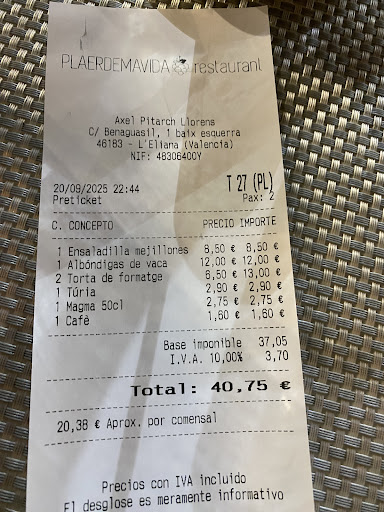 PLAERDEMAVIDA restaurant
Axel Pitarch Llorens
C/ Benaguasil, 1 baix esquerra
46183 - L'Eliana (Valencia)
NIF: 48306400Y
20/09/2025 22:44 T 27 (PL)
Preticket Pax: 2
C. CONCEPTO PRECIO IMPORTE
1 Ensaladilla mejillones 8,50 € 8,50 €
1 Albóndigas de vaca 12,00 € 12,00 €
2 Torta de formatge 6,50 € 13,00 €
1 Túria 2,90 € 2,90 €
1 Magma 50cl 2,75 € 2,75 €
1 Cafè 1,60 € 1,60 €
Base imponible 37,05
I.V.A. 10,00% 3,70
Total: 40,75 €
20,38 € Aprox. por comensal
Precios con IVA incluido
El desglose es meramente informativo